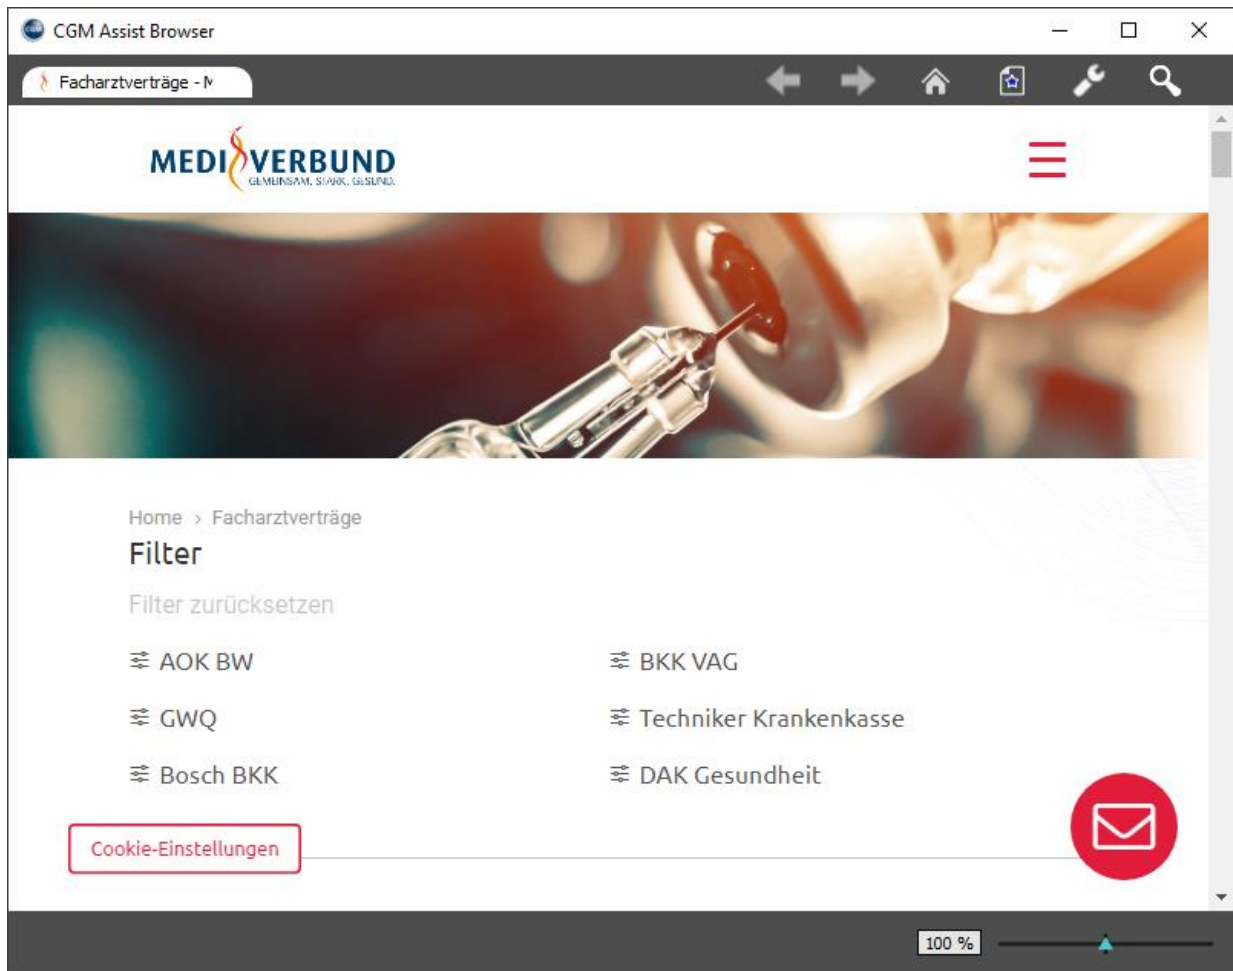 CGM Assist Browser
Facharztverträge - M
MEDI VERBUND
GEMEINSAM. STARK. GESUND.
Home › Facharztverträge
Filter
Filter zurücksetzen
AOK BW
BKK VAG
GWQ
Techniker Krankenkasse
Bosch BKK
DAK Gesundheit
Cookie-Einstellungen
100 %